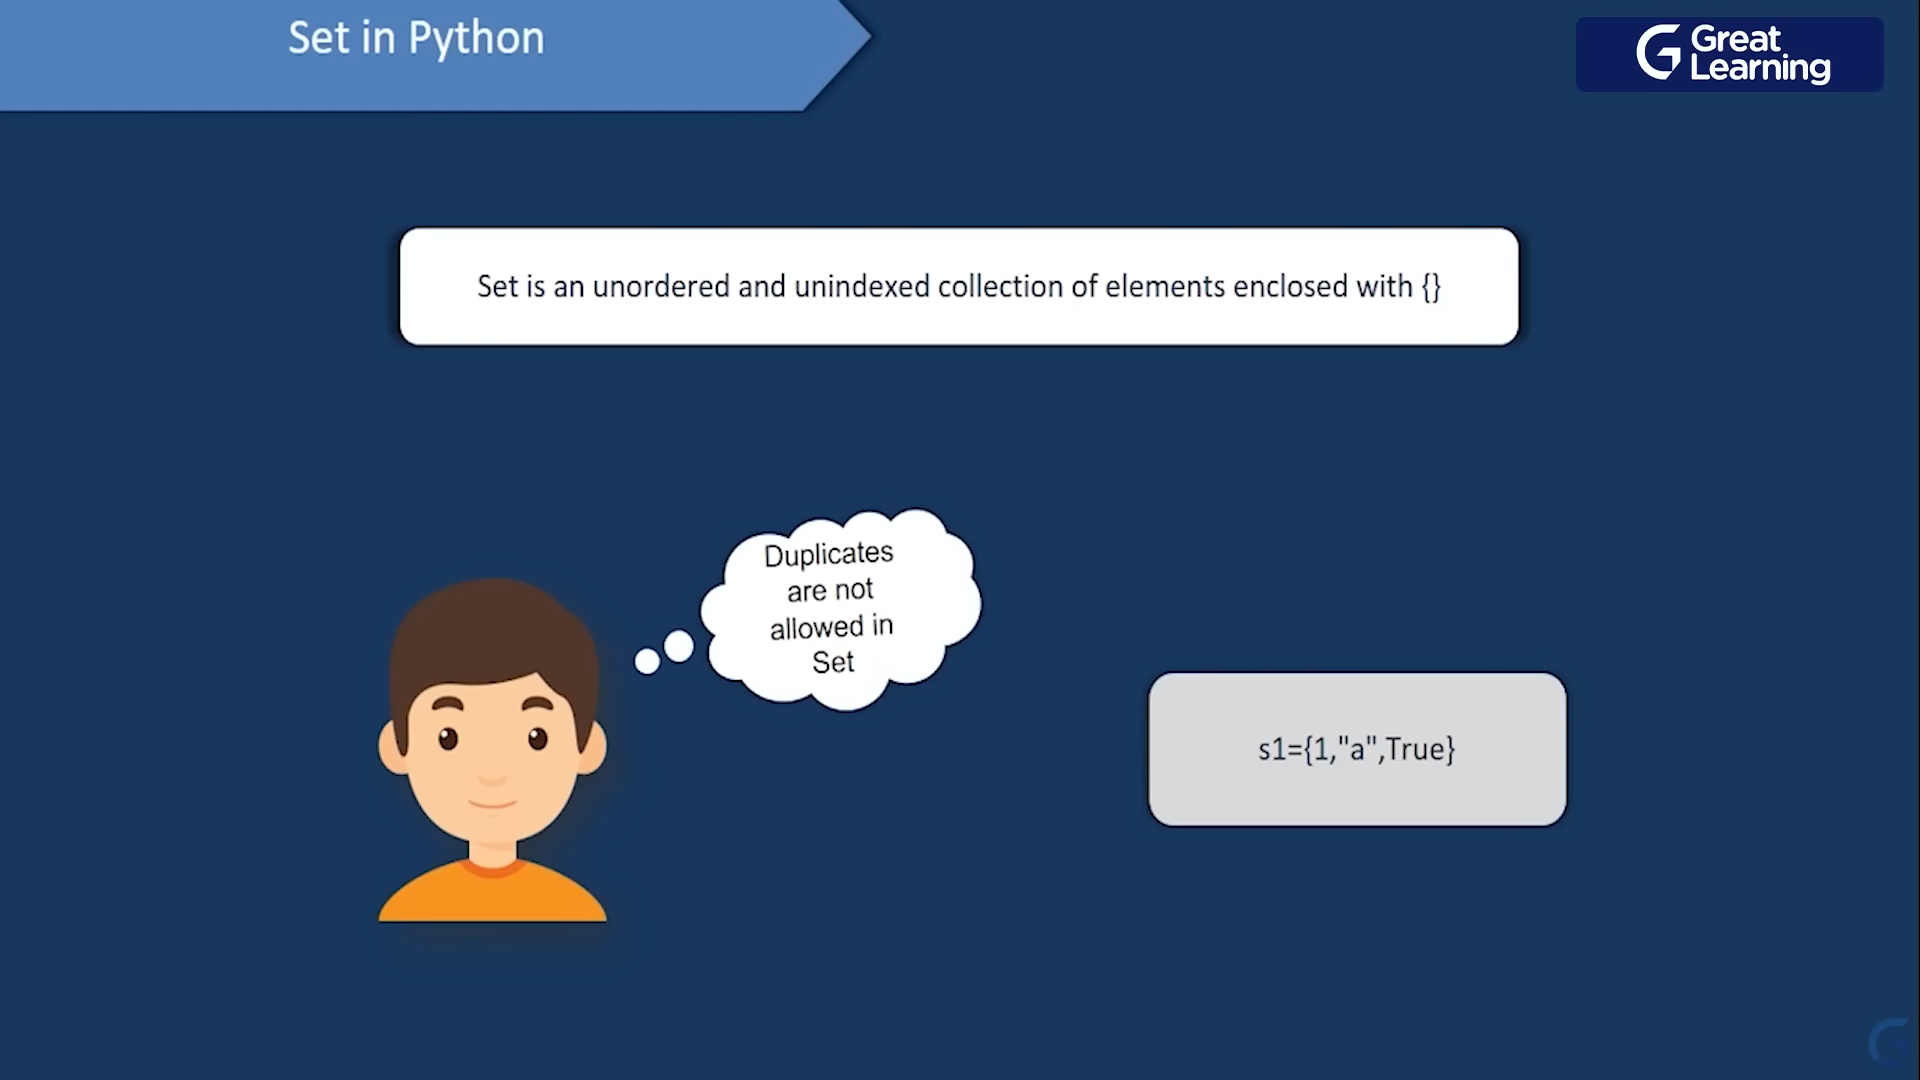 Set in Python
Great
Learning
Set is an unordered and unindexed collection of elements enclosed with {}
Duplicates
are not
allowed in
Set
s1={1,"a",True}